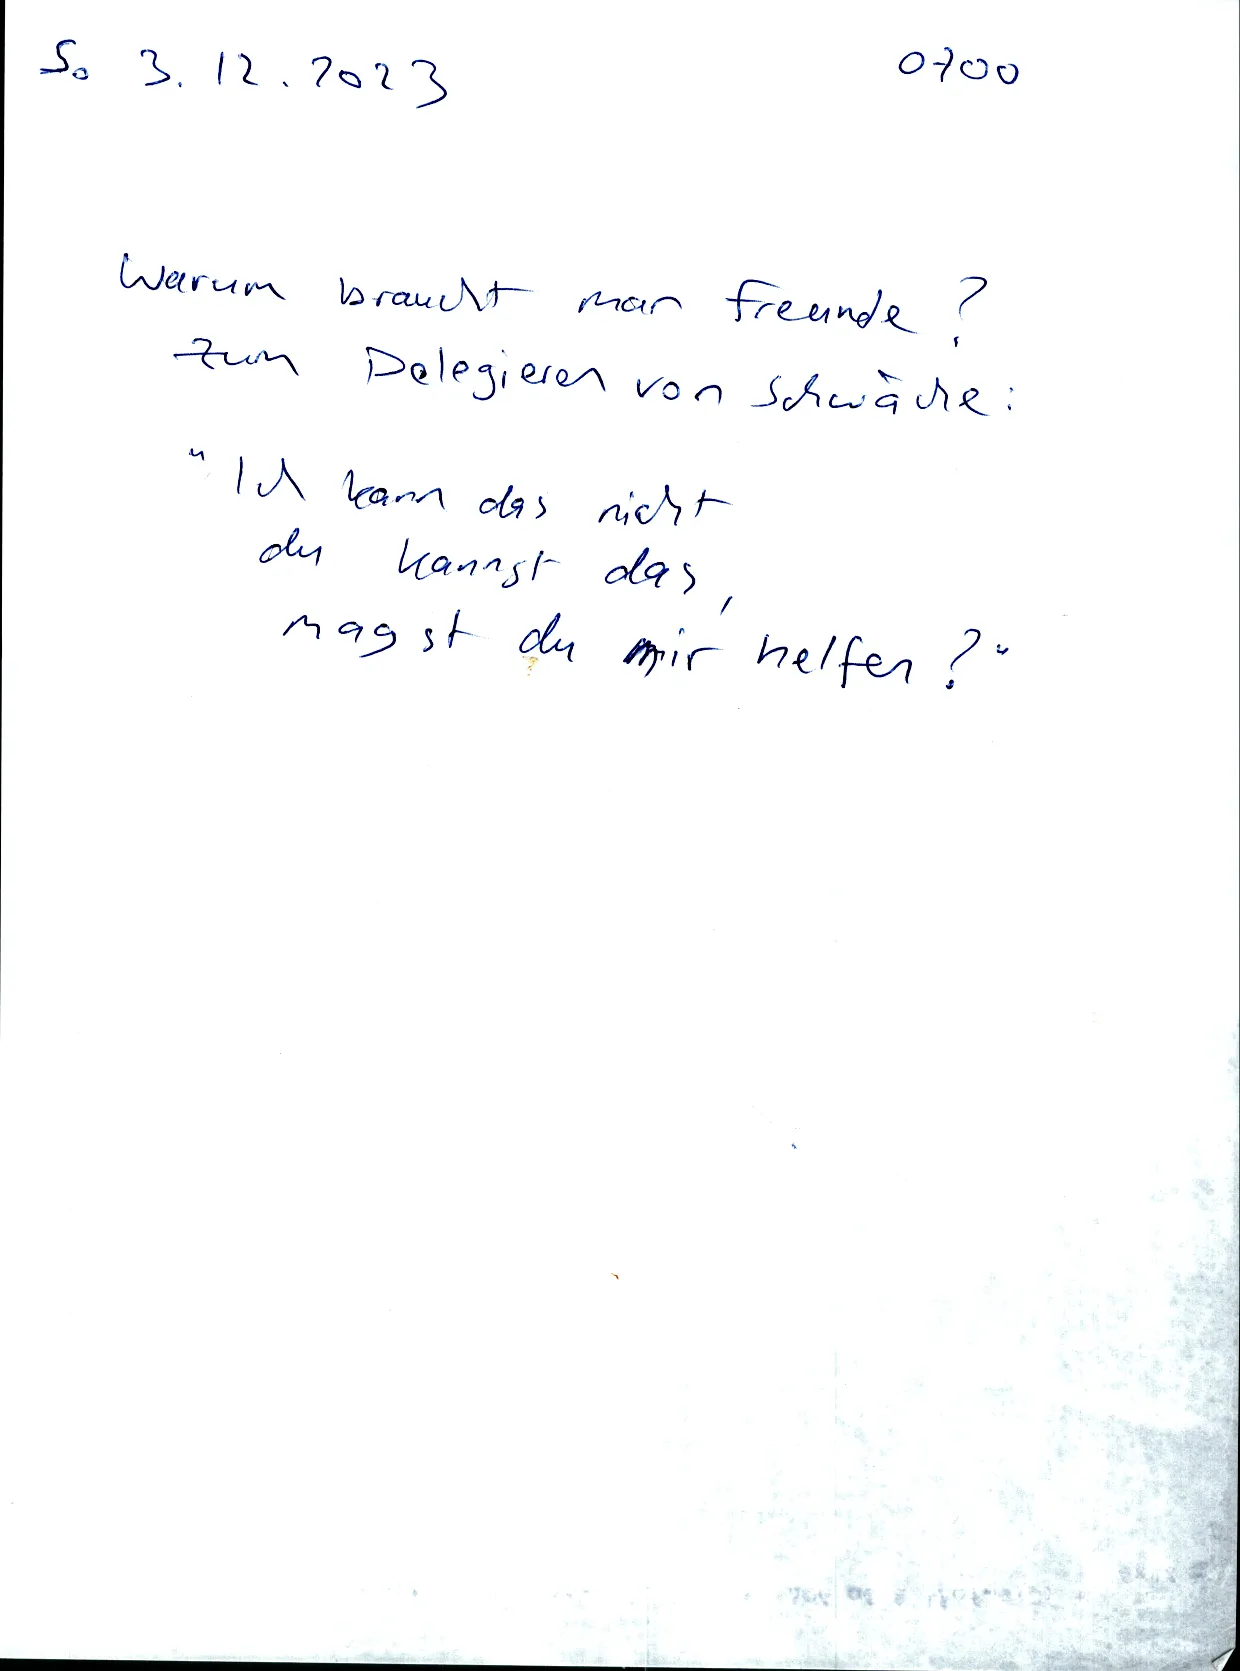 So 3.12.2023 0700
Warum braucht man Freunde?
Zum Delegieren von Schwäche:
"Ich kann das nicht
du kannst das,
magst du mir helfen?"